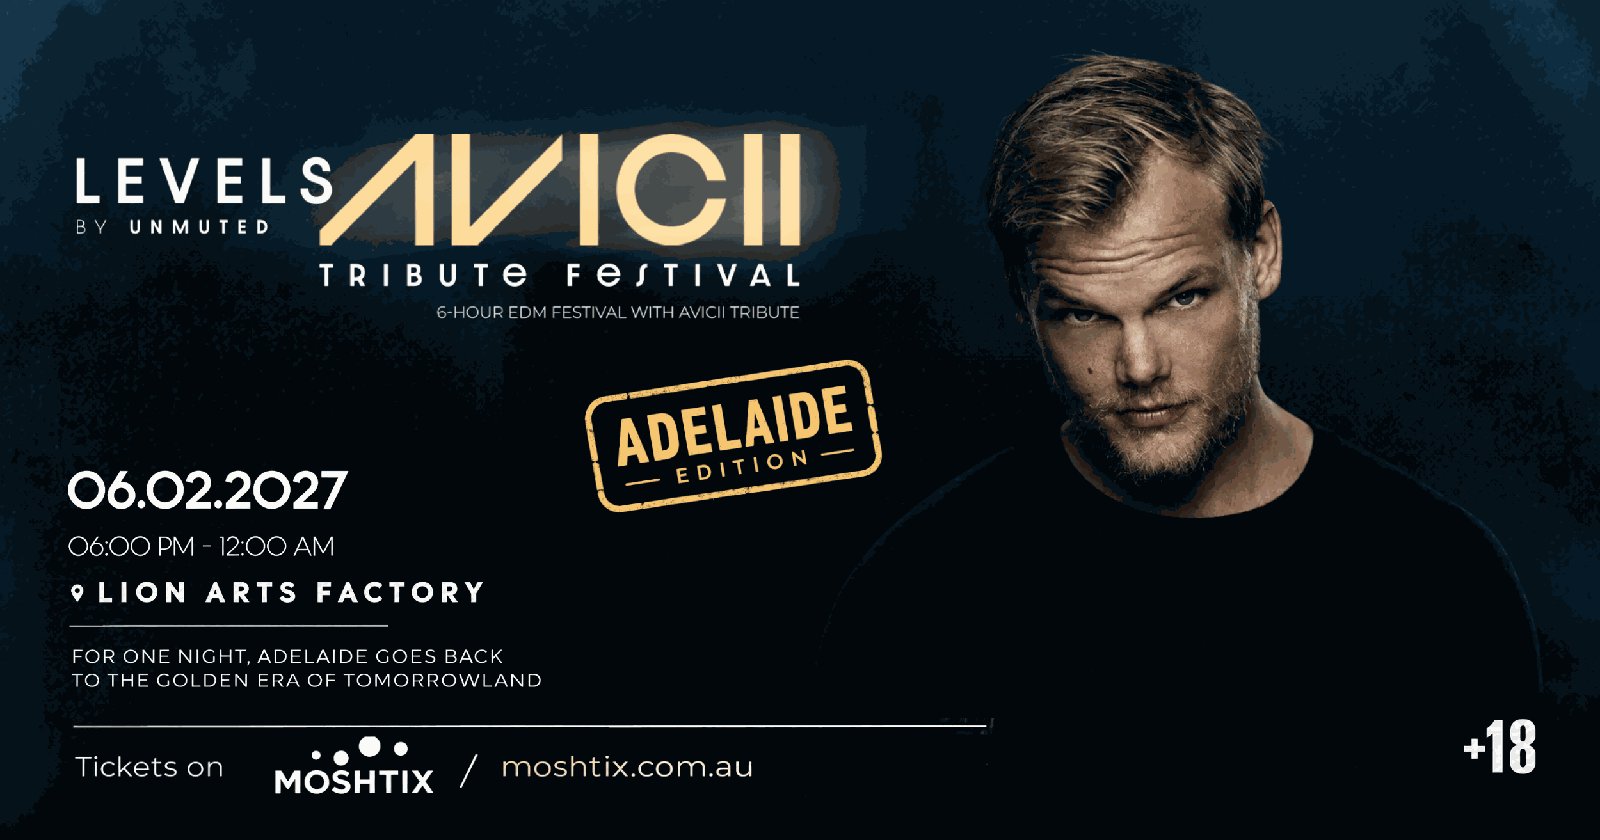 LEVELS
BY UNMUTED
AVICII
TRIBUTE FESTIVAL
6-HOUR EDM FESTIVAL WITH AVICII TRIBUTE
ADELAIDE
EDITION
06.02.2027
06:00 PM - 12:00 AM
LION ARTS FACTORY
FOR ONE NIGHT, ADELAIDE GOES BACK
TO THE GOLDEN ERA OF TOMORROWLAND
Tickets on MOSHTIX / moshtix.com.au
+18